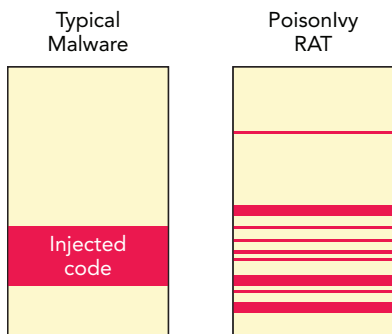 Typical
Malware
PoisonIvy
RAT
Injected
code